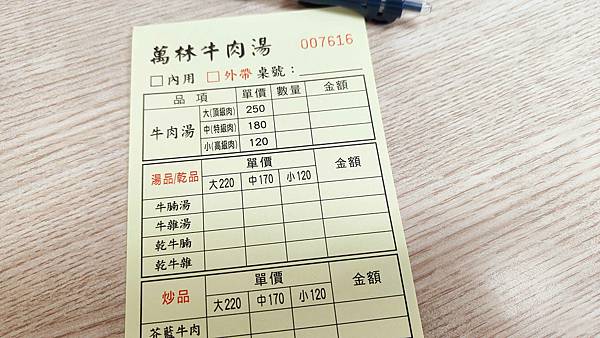 萬林牛肉湯 007616
□內用 □外帶 桌號：
品 項 單價 數量 金額
牛肉湯 大(頂級肉) 250
中(特級肉) 180
小(高級肉) 120
湯品/乾品 單價 金額
大220 中170 小120
牛腩湯
牛雜湯
乾牛腩
乾牛雜
炒品 單價 金額
大220 中170 小120
芥藍牛肉